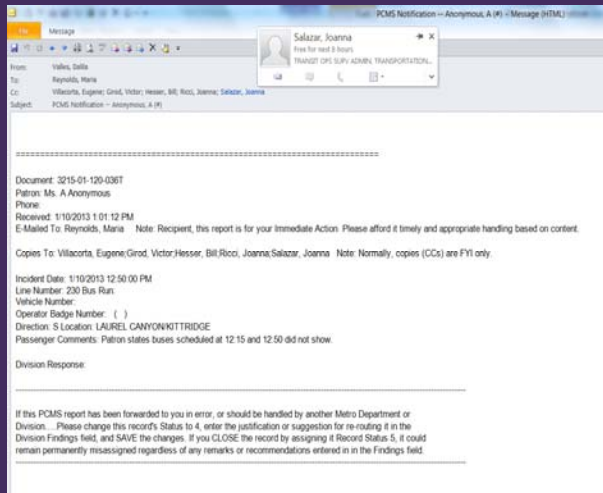 PCMS Notification -- Anonymous, A (#) - Message (HTML)
File
Message
Salazar, Joanna
Free for next 8 hours
TRANSIT OPS SURV ADMIN, TRANSPORTATION...
From: Valles, Dalila
To: Reynolds, Maria
Cc: Villacorta, Eugene; Girod, Victor; Hesser, Bill; Ricci, Joanne; Salazar, Joanna
Subject: PCMS Notification -- Anonymous, A (#)
Document: 3215-01-120-036T
Patron: Ms. A Anonymous
Phone:
Received: 1/10/2013 1:01:12 PM
E-Mailed To: Reynolds, Maria Note: Recipient, this report is for your Immediate Action. Please afford it timely and appropriate handling based on content.
Copies To: Villacorta, Eugene;Girod, Victor;Hesser, Bill;Ricci, Joanna;Salazar, Joanna Note: Normally, copies (CCs) are FYI only.
Incident Date: 1/10/2013 12:50:00 PM
Line Number: 230 Bus Run:
Vehicle Number:
Operator Badge Number: ( )
Direction: S Location: LAUREL CANYON/KITTRIDGE
Passenger Comments: Patron states buses scheduled at 12:15 and 12:50 did not show.
Division Response:
If this PCMS report has been forwarded to you in error, or should be handled by another Metro Department or
Division.....Please change this record's Status to 4, enter the justification or suggestion for re-routing it in the
Division Findings field, and SAVE the changes. If you CLOSE the record by assigning it Record Status 5, it could
remain permanently misassigned regardless of any remarks or recommendations entered in in the Findings field.